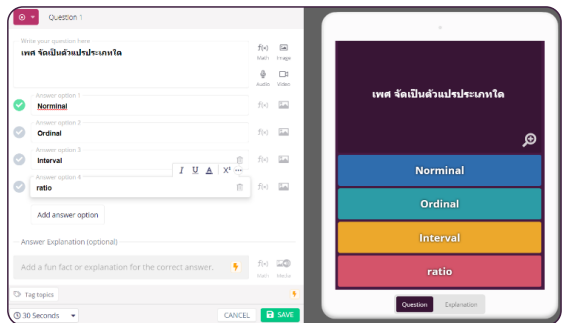 Question 1
Write your question here
เพศ จัดเป็นตัวแปรประเภทใด
f(x)
Math
Image
Audio
Video
Answer option 1
Norminal
f(x)
Answer option 2
Ordinal
f(x)
Answer option 3
Interval
f(x)
I U A X¹ ...
Answer option 4
ratio
f(x)
Add answer option
Answer Explanation (optional)
Add a fun fact or explanation for the correct answer.
f(x)
Math
Media
Tag topics
30 Seconds
CANCEL
SAVE
เพศ จัดเป็นตัวแปรประเภทใด
Norminal
Ordinal
Interval
ratio
Question
Explanation